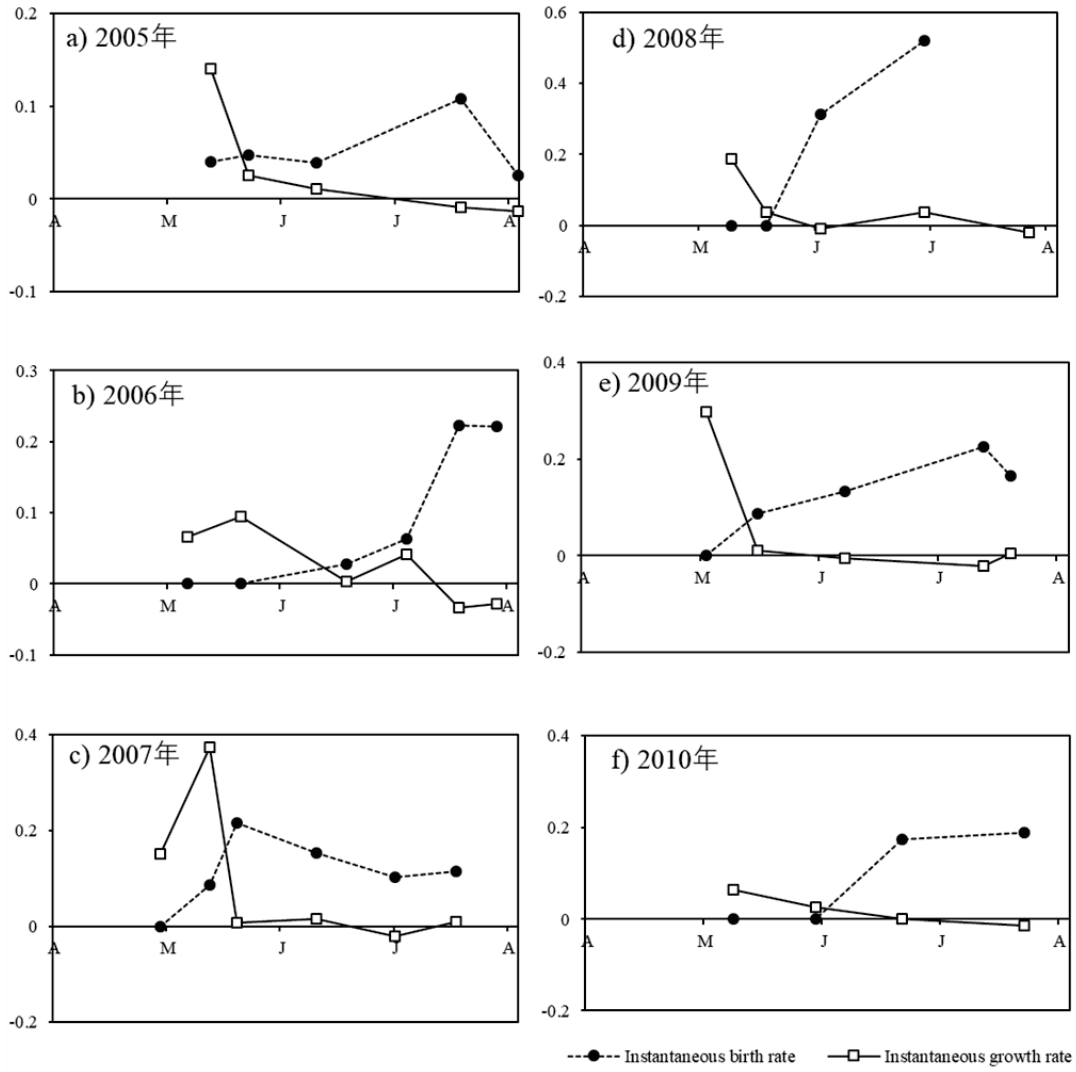 a) 2005年
0.2
0.1
0
-0.1
A M J J A
d) 2008年
0.6
0.4
0.2
0
-0.2
A M J J A
b) 2006年
0.3
0.2
0.1
0
-0.1
A M J J A
e) 2009年
0.4
0.2
0
-0.2
A M J J A
c) 2007年
0.4
0.2
0
-0.2
A M J J A
f) 2010年
0.4
0.2
0
-0.2
A M J J A
Instantaneous birth rate Instantaneous growth rate